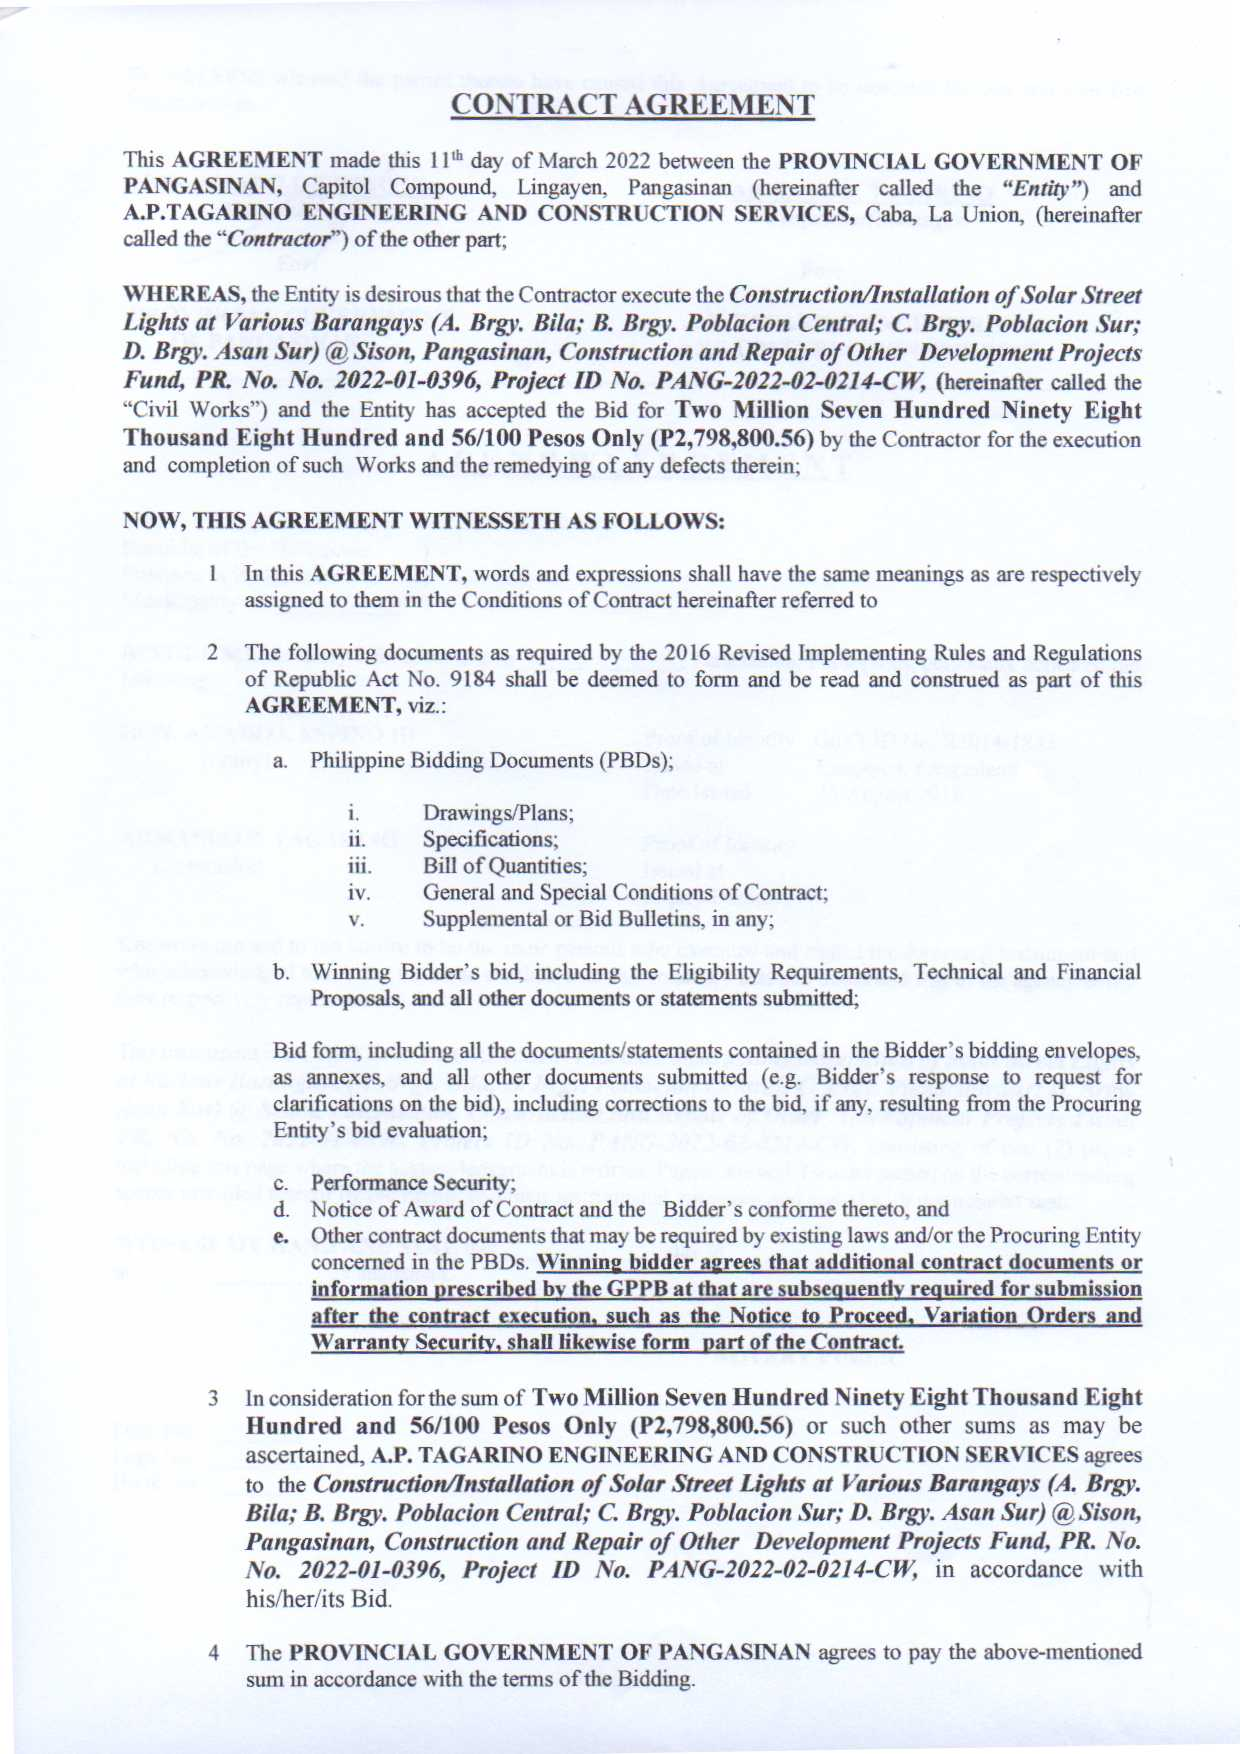 CONTRACT AGREEMENT
This AGREEMENT made this 11th day of March 2022 between the PROVINCIAL GOVERNMENT OF
PANGASINAN, Capitol Compound, Lingayen, Pangasinan (hereinafter called the “Entity”) and
A.P.TAGARINO ENGINEERING AND CONSTRUCTION SERVICES, Caba, La Union, (hereinafter
called the “Contractor”) of the other part;
WHEREAS, the Entity is desirous that the Contractor execute the Construction/Installation of Solar Street
Lights at Various Barangays (A. Brgy. Bila; B. Brgy. Poblacion Central; C. Brgy. Poblacion Sur;
D. Brgy. Asan Sur) @ Sison, Pangasinan, Construction and Repair of Other Development Projects
Fund, PR. No. No. 2022-01-0396, Project ID No. PANG-2022-02-0214-CW, (hereinafter called the
“Civil Works”) and the Entity has accepted the Bid for Two Million Seven Hundred Ninety Eight
Thousand Eight Hundred and 56/100 Pesos Only (P2,798,800.56) by the Contractor for the execution
and completion of such Works and the remedying of any defects therein;
NOW, THIS AGREEMENT WITNESSETH AS FOLLOWS:
1 In this AGREEMENT, words and expressions shall have the same meanings as are respectively
assigned to them in the Conditions of Contract hereinafter referred to
2 The following documents as required by the 2016 Revised Implementing Rules and Regulations
of Republic Act No. 9184 shall be deemed to form and be read and construed as part of this
AGREEMENT, viz.:
a. Philippine Bidding Documents (PBDs);
i. Drawings/Plans;
ii. Specifications;
iii. Bill of Quantities;
iv. General and Special Conditions of Contract;
v. Supplemental or Bid Bulletins, in any;
b. Winning Bidder’s bid, including the Eligibility Requirements, Technical and Financial
Proposals, and all other documents or statements submitted;
Bid form, including all the documents/statements contained in the Bidder’s bidding envelopes,
as annexes, and all other documents submitted (e.g. Bidder’s response to request for
clarifications on the bid), including corrections to the bid, if any, resulting from the Procuring
Entity’s bid evaluation;
c. Performance Security;
d. Notice of Award of Contract and the Bidder’s conforme thereto, and
e. Other contract documents that may be required by existing laws and/or the Procuring Entity
concerned in the PBDs. Winning bidder agrees that additional contract documents or
information prescribed by the GPPB at that are subsequently required for submission
after the contract execution, such as the Notice to Proceed, Variation Orders and
Warranty Security, shall likewise form part of the Contract.
3 In consideration for the sum of Two Million Seven Hundred Ninety Eight Thousand Eight
Hundred and 56/100 Pesos Only (P2,798,800.56) or such other sums as may be
ascertained, A.P. TAGARINO ENGINEERING AND CONSTRUCTION SERVICES agrees
to the Construction/Installation of Solar Street Lights at Various Barangays (A. Brgy.
Bila; B. Brgy. Poblacion Central; C. Brgy. Poblacion Sur; D. Brgy. Asan Sur) @ Sison,
Pangasinan, Construction and Repair of Other Development Projects Fund, PR. No.
No. 2022-01-0396, Project ID No. PANG-2022-02-0214-CW, in accordance with
his/her/its Bid.
4 The PROVINCIAL GOVERNMENT OF PANGASINAN agrees to pay the above-mentioned
sum in accordance with the terms of the Bidding.